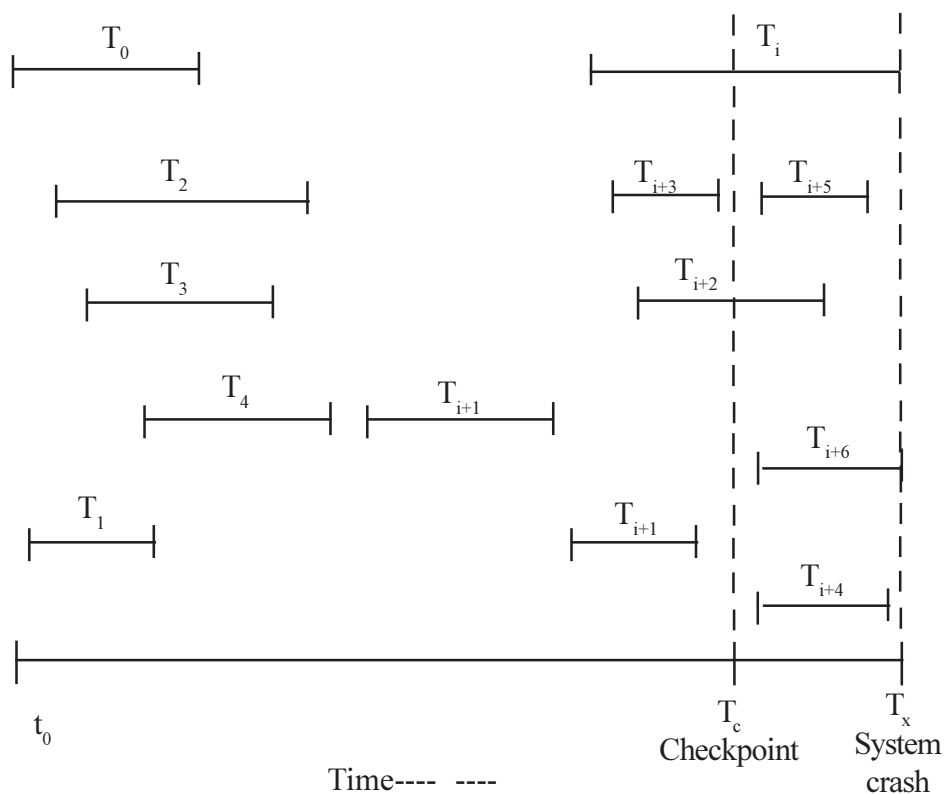 T₀
Tᵢ
T₂
Tᵢ₊₃
Tᵢ₊₅
T₃
Tᵢ₊₂
T₄
Tᵢ₊₁
Tᵢ₊₆
T₁
Tᵢ₊₁
Tᵢ₊₄
t₀
T_c
Checkpoint
Tₓ
System
crash
Time---- ----